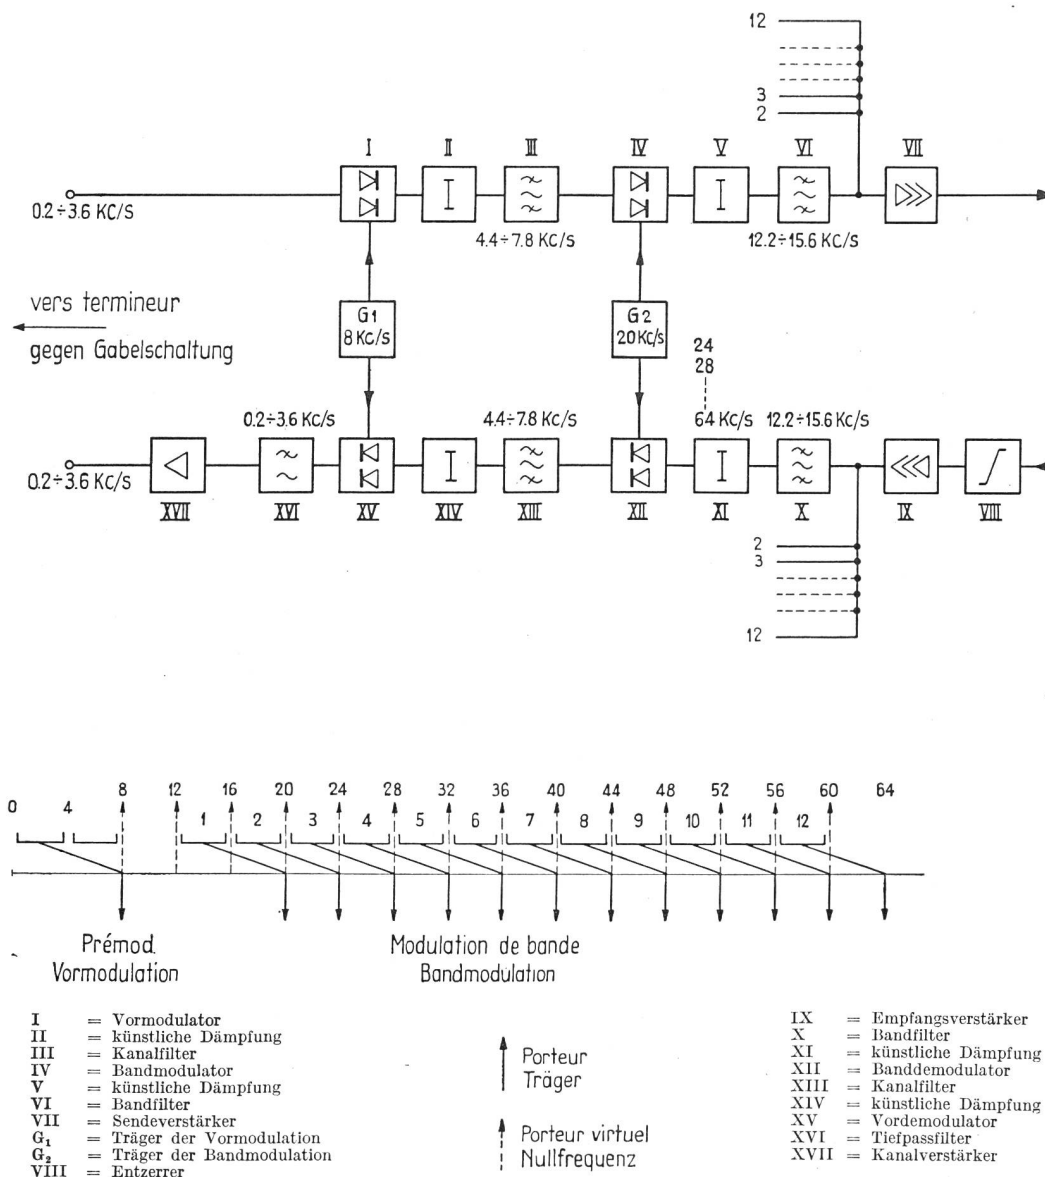 12
3
2
I II III IV V VI VII
0.2÷3.6 KC/S
4.4÷7.8 KC/S
12.2÷15.6 KC/S
vers termineur
gegen Gabelschaltung
G1
8 KC/S
G2
20 KC/S
24
28
64 KC/S
0.2÷3.6 KC/S
4.4÷7.8 KC/S
12.2÷15.6 KC/S
0.2÷3.6 KC/S
XVII XVI XV XIV XIII XII XI X IX VIII
2
3
12
0 4 8 12 16 20 24 28 32 36 40 44 48 52 56 60 64
1 2 3 4 5 6 7 8 9 10 11 12
Prémod.
Vormodulation
Modulation de bande
Bandmodulation
I = Vormodulator
II = künstliche Dämpfung
III = Kanalfilter
IV = Bandmodulator
V = künstliche Dämpfung
VI = Bandfilter
VII = Sendeverstärker
G₁ = Träger der Vormodulation
G₂ = Träger der Bandmodulation
VIII = Entzerrer
Porteur
Träger
Porteur virtuel
Nullfrequenz
IX = Empfangsverstärker
X = Bandfilter
XI = künstliche Dämpfung
XII = Banddemodulator
XIII = Kanalfilter
XIV = künstliche Dämpfung
XV = Vordemodulator
XVI = Tiefpassfilter
XVII = Kanalverstärker